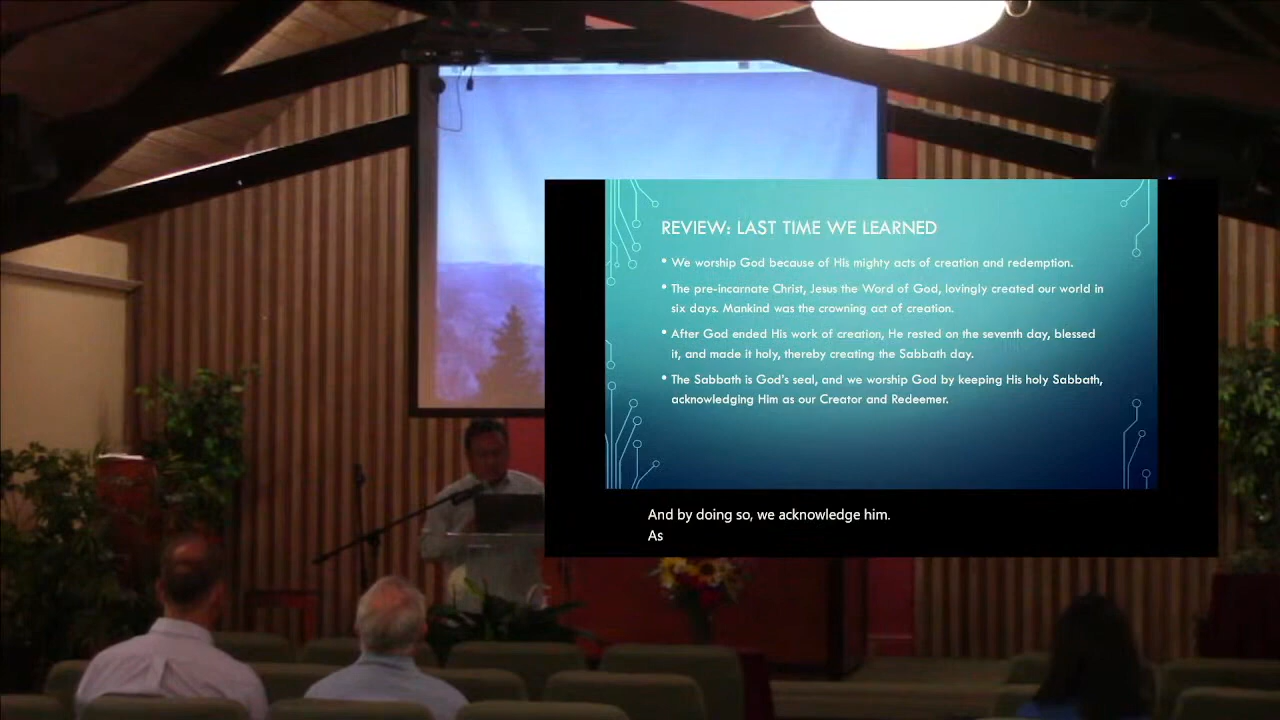 REVIEW: LAST TIME WE LEARNED
• We worship God because of His mighty acts of creation and redemption.
• The pre-incarnate Christ, Jesus the Word of God, lovingly created our world in
six days. Mankind was the crowning act of creation.
• After God ended His work of creation, He rested on the seventh day, blessed
it, and made it holy, thereby creating the Sabbath day.
• The Sabbath is God's seal, and we worship God by keeping His holy Sabbath,
acknowledging Him as our Creator and Redeemer.
And by doing so, we acknowledge him.
As